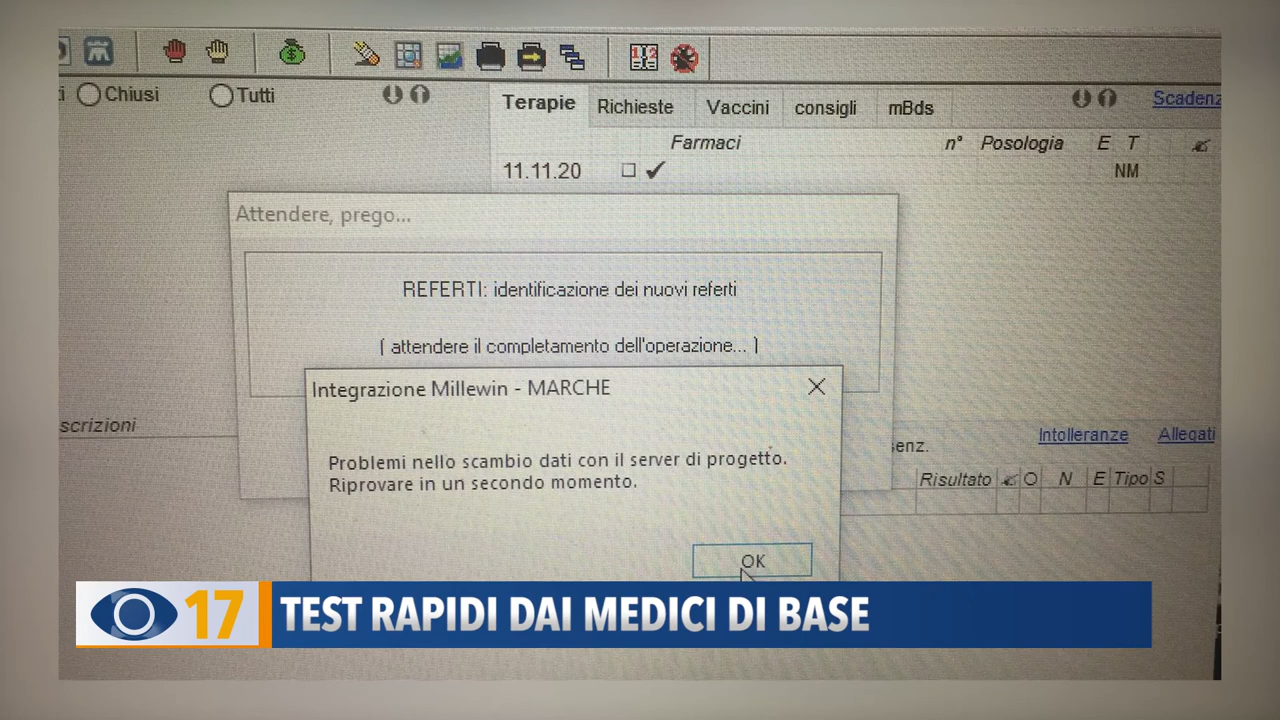 Chiusi
Tutti
Terapie
Richieste
Vaccini
consigli
mBds
Scadenz
Farmaci
n° Posologia E T
11.11.20
NM
Attendere, prego...
REFERTI: identificazione dei nuovi referti
( attendere il completamento dell'operazione... )
Integrazione Millewin - MARCHE
Problemi nello scambio dati con il server di progetto.
Riprovare in un secondo momento.
OK
scrizioni
enz.
Intolleranze
Allegati
Risultato O N E Tipo S
17 TEST RAPIDI DAI MEDICI DI BASE